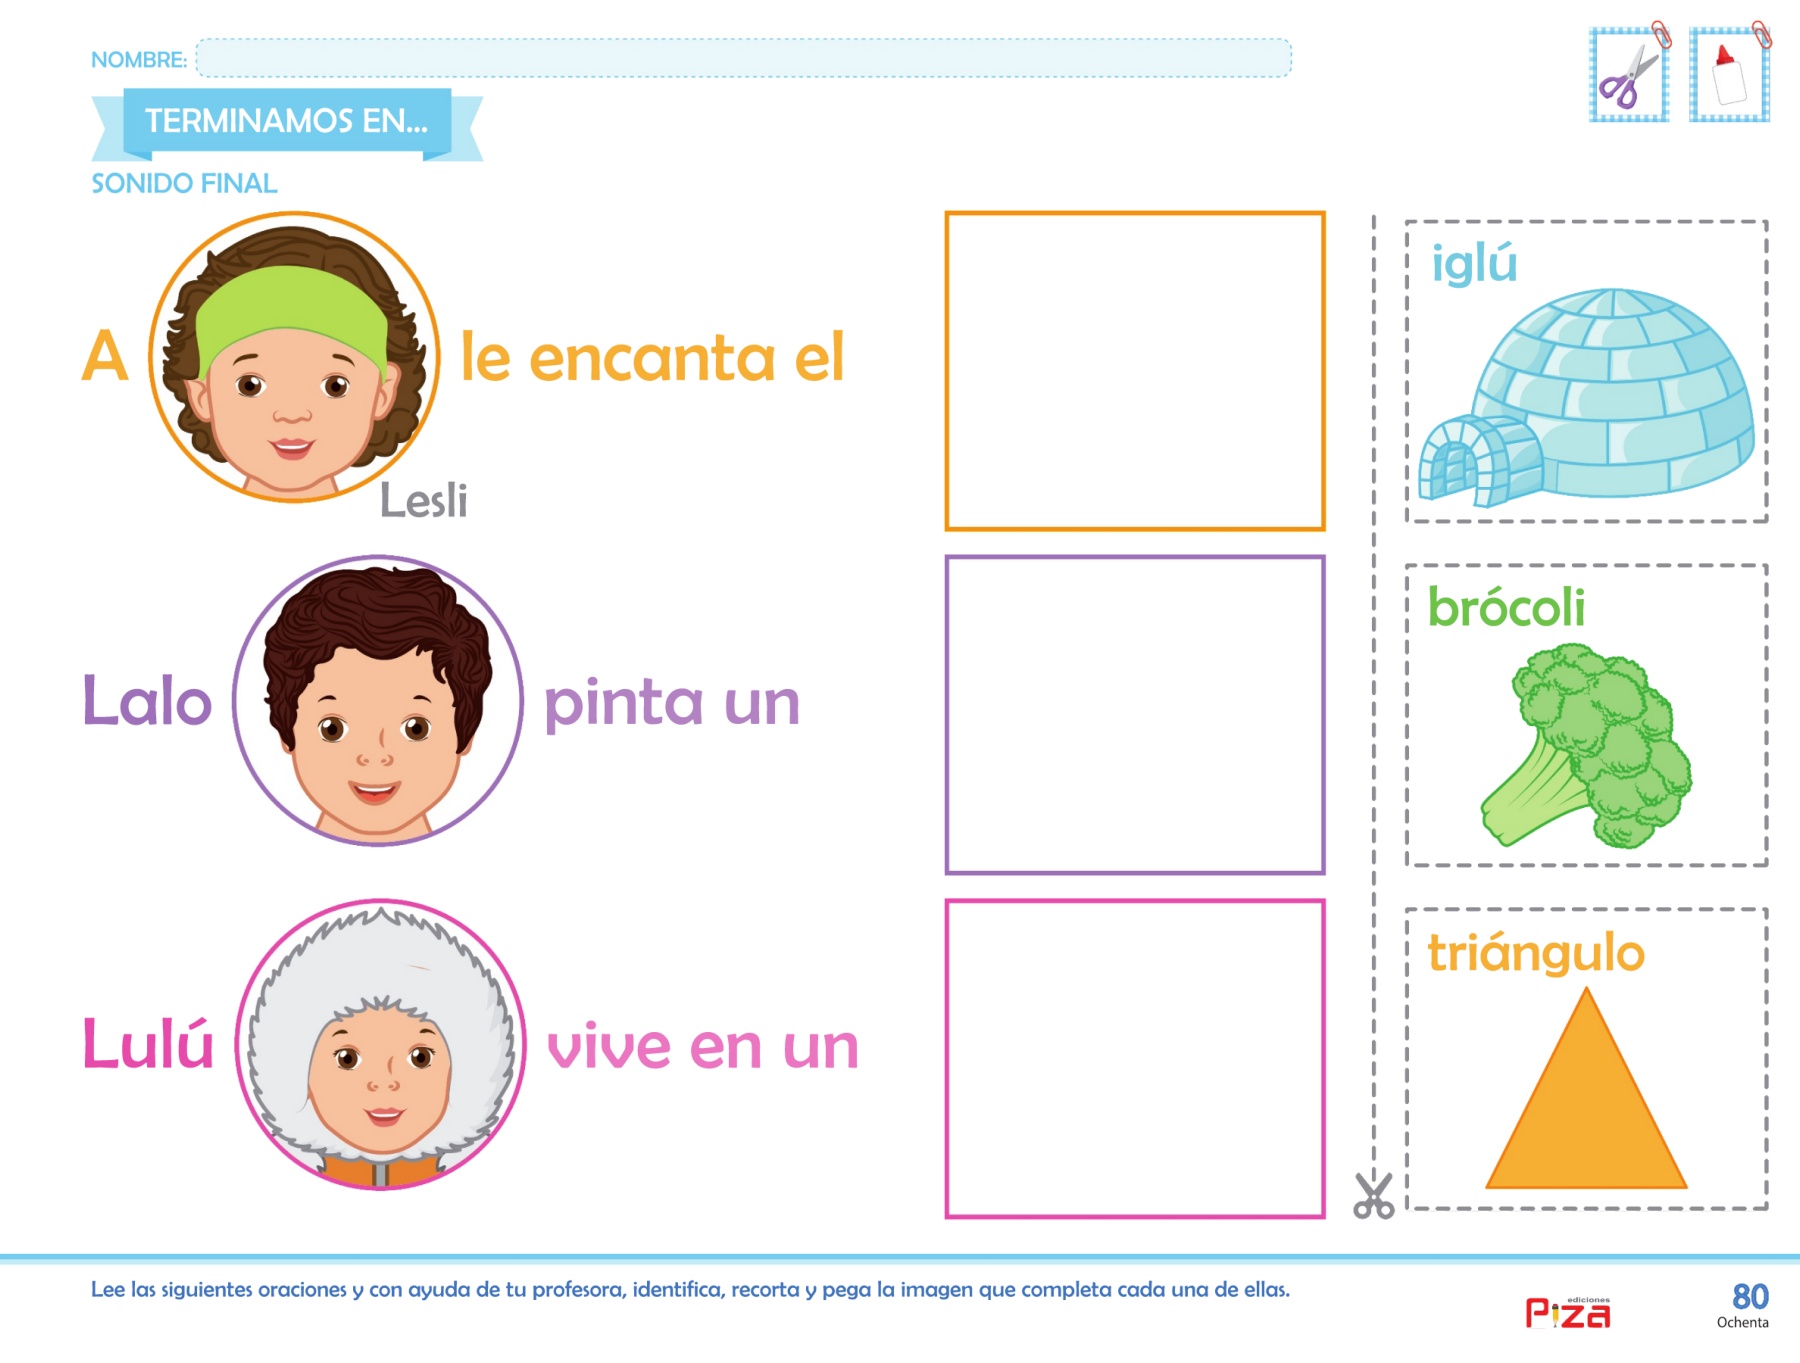 NOMBRE:
TERMINAMOS EN...
SONIDO FINAL
A le encanta el
Lesli
Lalo pinta un
Lulú vive en un
iglú
brócoli
triángulo
Lee las siguientes oraciones y con ayuda de tu profesora, identifica, recorta y pega la imagen que completa cada una de ellas.
ediciones
Piza
80
Ochenta